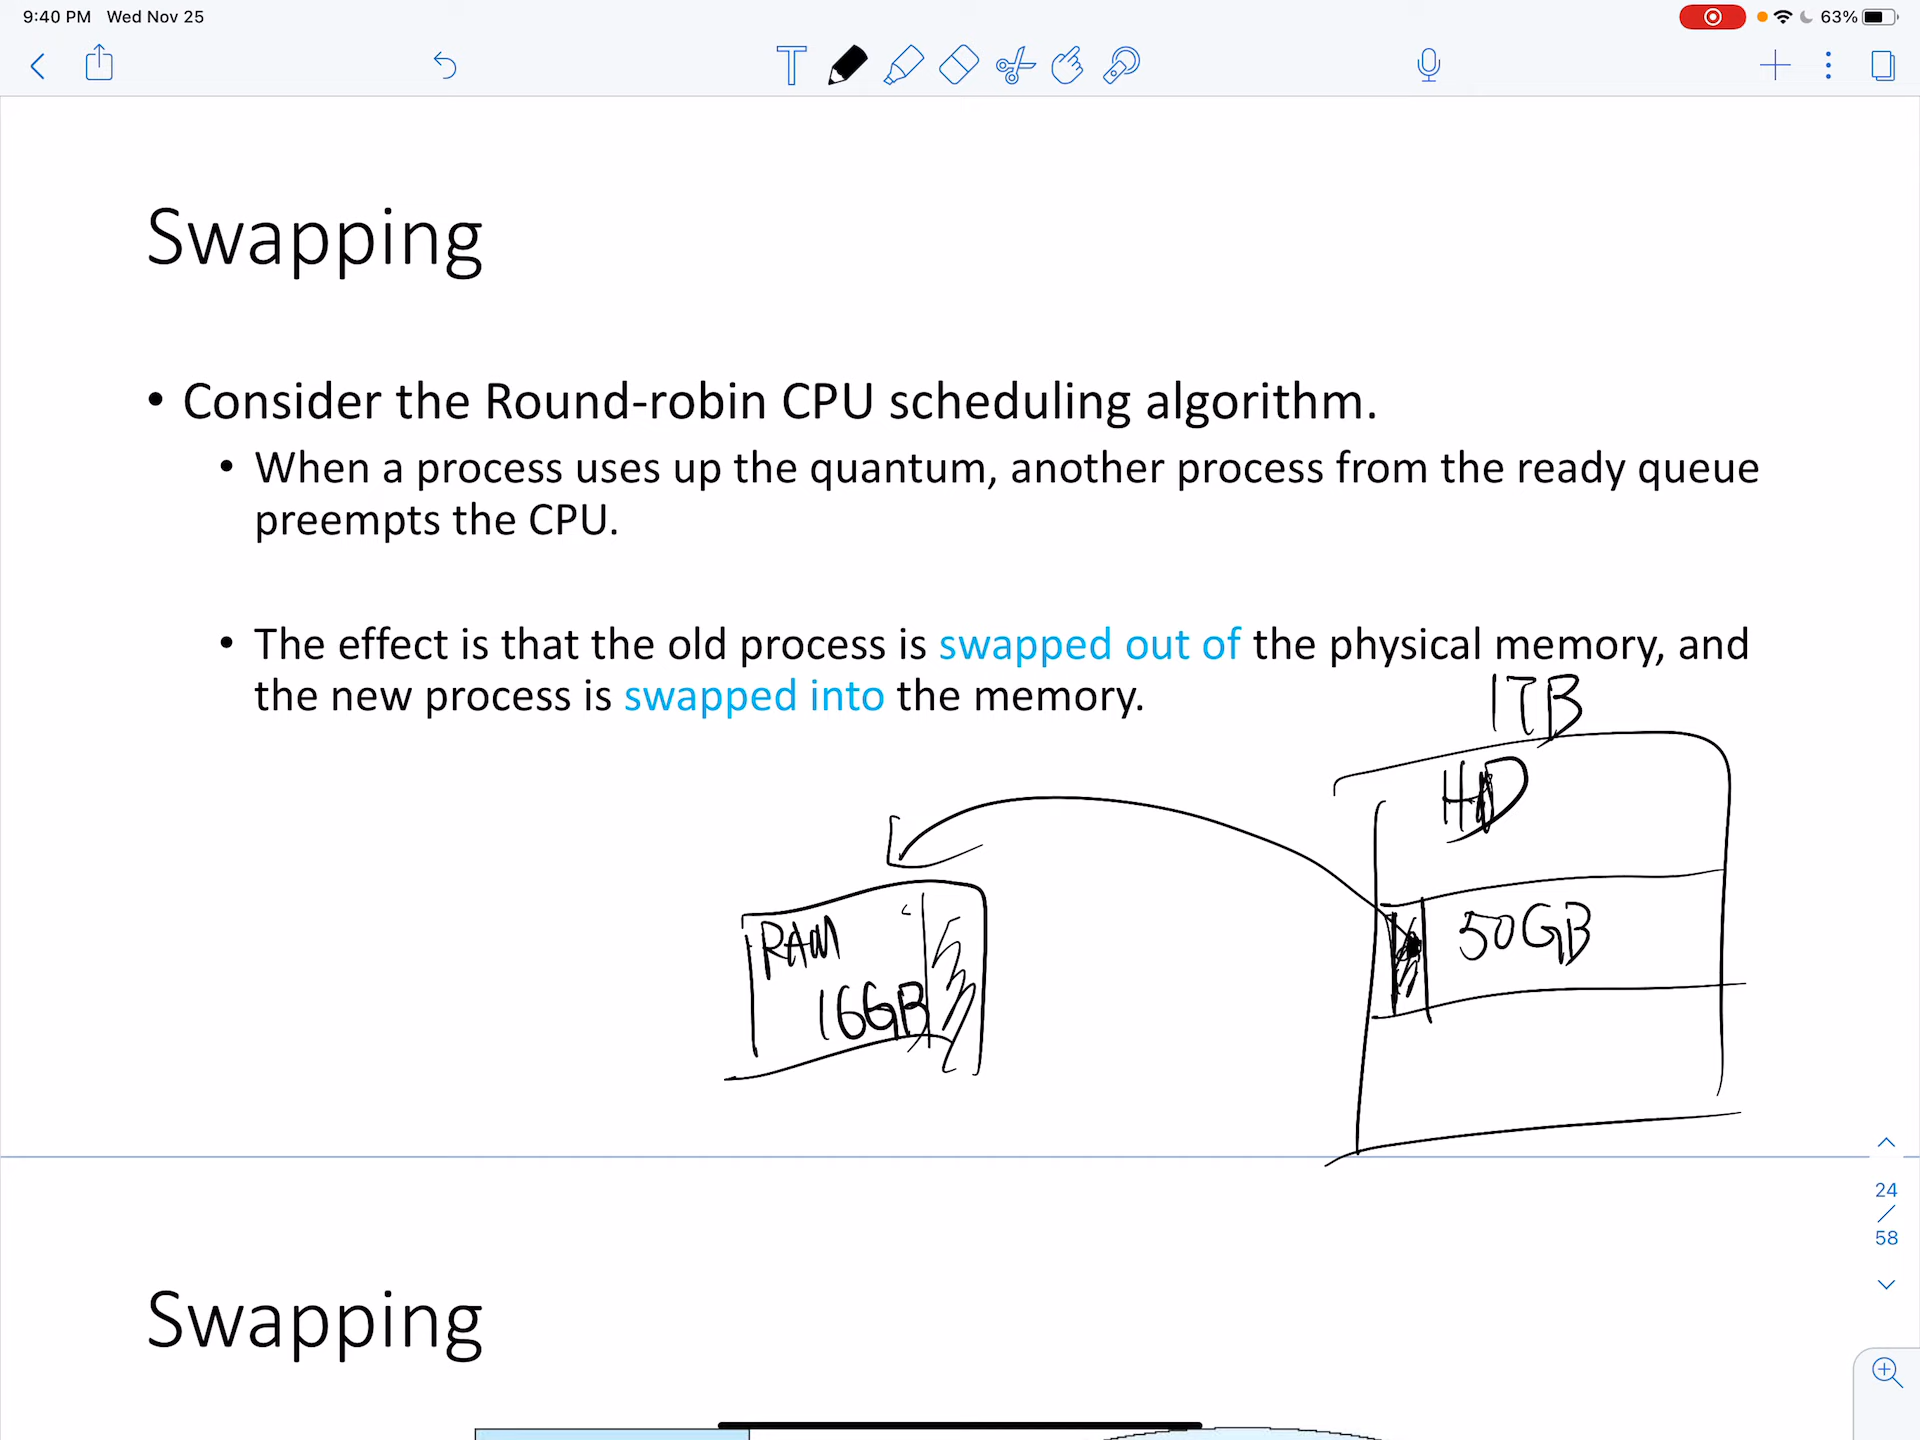 9:40 PM Wed Nov 25
63%
Swapping
• Consider the Round-robin CPU scheduling algorithm.
• When a process uses up the quantum, another process from the ready queue
preempts the CPU.
• The effect is that the old process is swapped out of the physical memory, and
the new process is swapped into the memory.
1TB
HD
RAM
16GB
50GB
24
/
58
Swapping